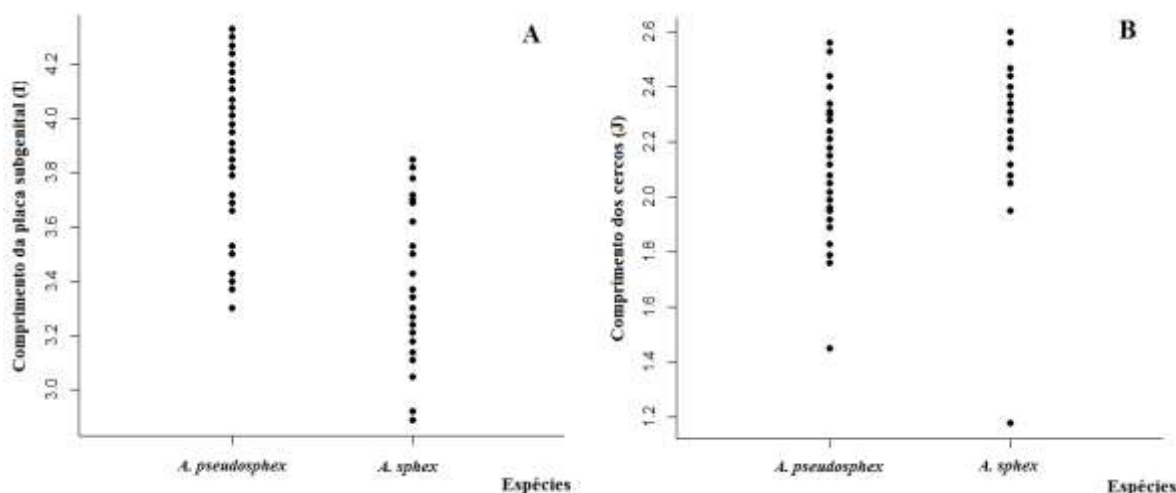 A
Comprimento da placa subgenital (I)
4.2
4.0
3.8
3.6
3.4
3.2
3.0
A. pseudosphex
A. sphex
Espécies
B
Comprimento dos cercos (J)
2.6
2.4
2.2
2.0
1.8
1.6
1.4
1.2
A. pseudosphex
A. sphex
Espécies